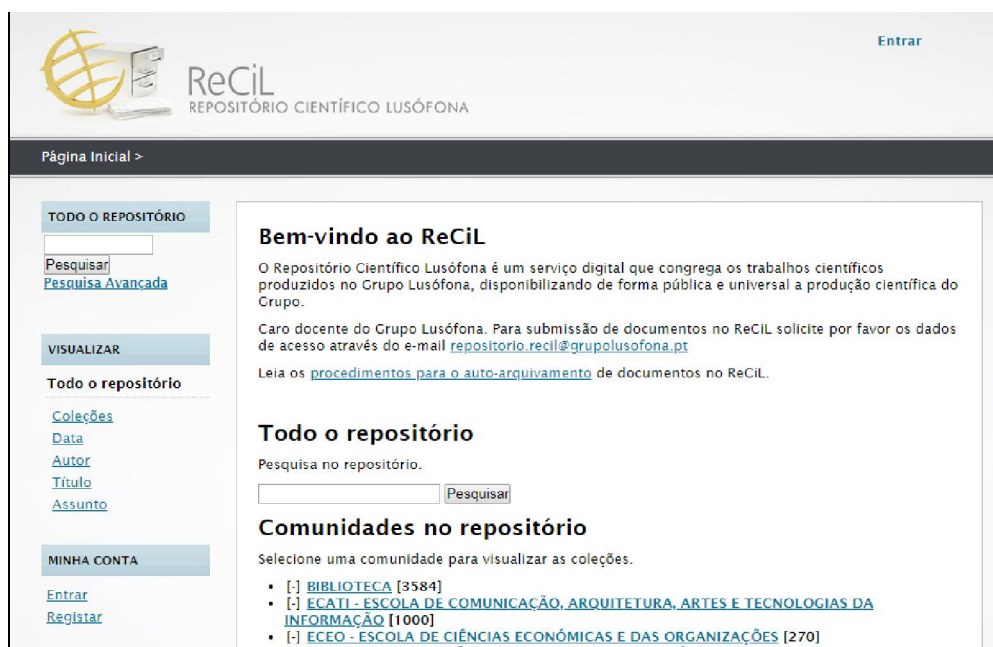 Entrar
ReCiL
REPOSITÓRIO CIENTÍFICO LUSÓFONA
Página Inicial >
TODO O REPOSITÓRIO
Pesquisar
Pesquisa Avançada
VISUALIZAR
Todo o repositório
Coleções
Data
Autor
Título
Assunto
MINHA CONTA
Entrar
Registar
Bem-vindo ao ReCiL
O Repositório Científico Lusófona é um serviço digital que congrega os trabalhos científicos
produzidos no Grupo Lusófona, disponibilizando de forma pública e universal a produção científica do
Grupo.
Caro docente do Grupo Lusófona. Para submissão de documentos no ReCiL solicite por favor os dados
de acesso através do e-mail repositorio.recil@grupolusofona.pt
Leia os procedimentos para o auto-arquivamento de documentos no ReCiL.
Todo o repositório
Pesquisa no repositório.
Pesquisar
Comunidades no repositório
Selecione uma comunidade para visualizar as coleções.
• [-] BIBLIOTECA [3584]
• [-] ECATI - ESCOLA DE COMUNICAÇÃO, ARQUITETURA, ARTES E TECNOLOGIAS DA
INFORMAÇÃO [1000]
• [-] ECEO - ESCOLA DE CIÊNCIAS ECONÓMICAS E DAS ORGANIZAÇÕES [270]